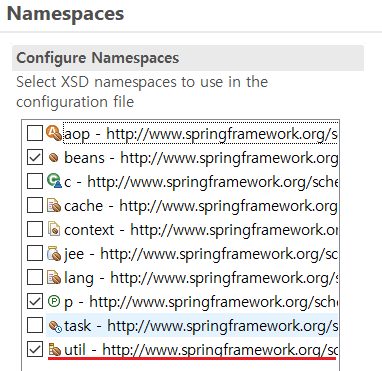 Namespaces
Configure Namespaces
Select XSD namespaces to use in the
configuration file
aop - http://www.springframework.org/s
beans - http://www.springframework.org
c - http://www.springframework.org/sche
cache - http://www.springframework.org
context - http://www.springframework.o
jee - http://www.springframework.org/sc
lang - http://www.springframework.org/
p - http://www.springframework.org/sche
task - http://www.springframework.org/s
util - http://www.springframework.org/sc